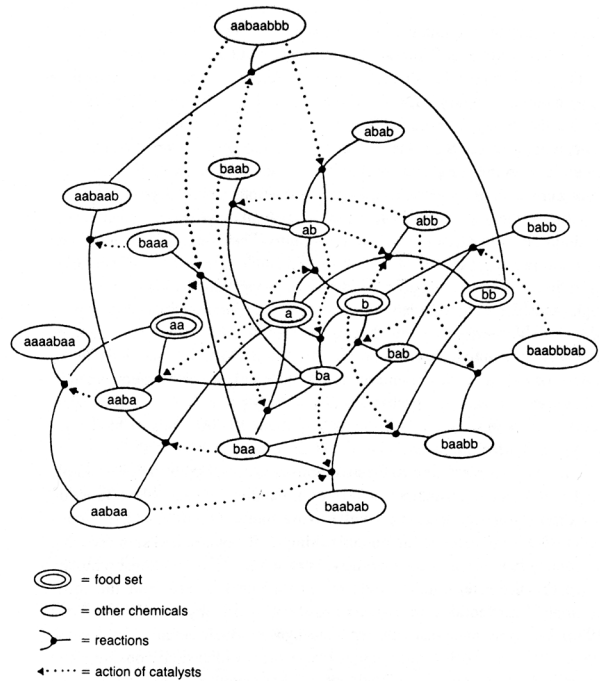 aabaabbb
abab
baab
aabaab
ab
abb
babb
baaa
a
b
bb
aa
aaaabaa
bab
baabbbab
ba
aaba
baa
baabb
aabaa
baabab
= food set
= other chemicals
= reactions
= action of catalysts